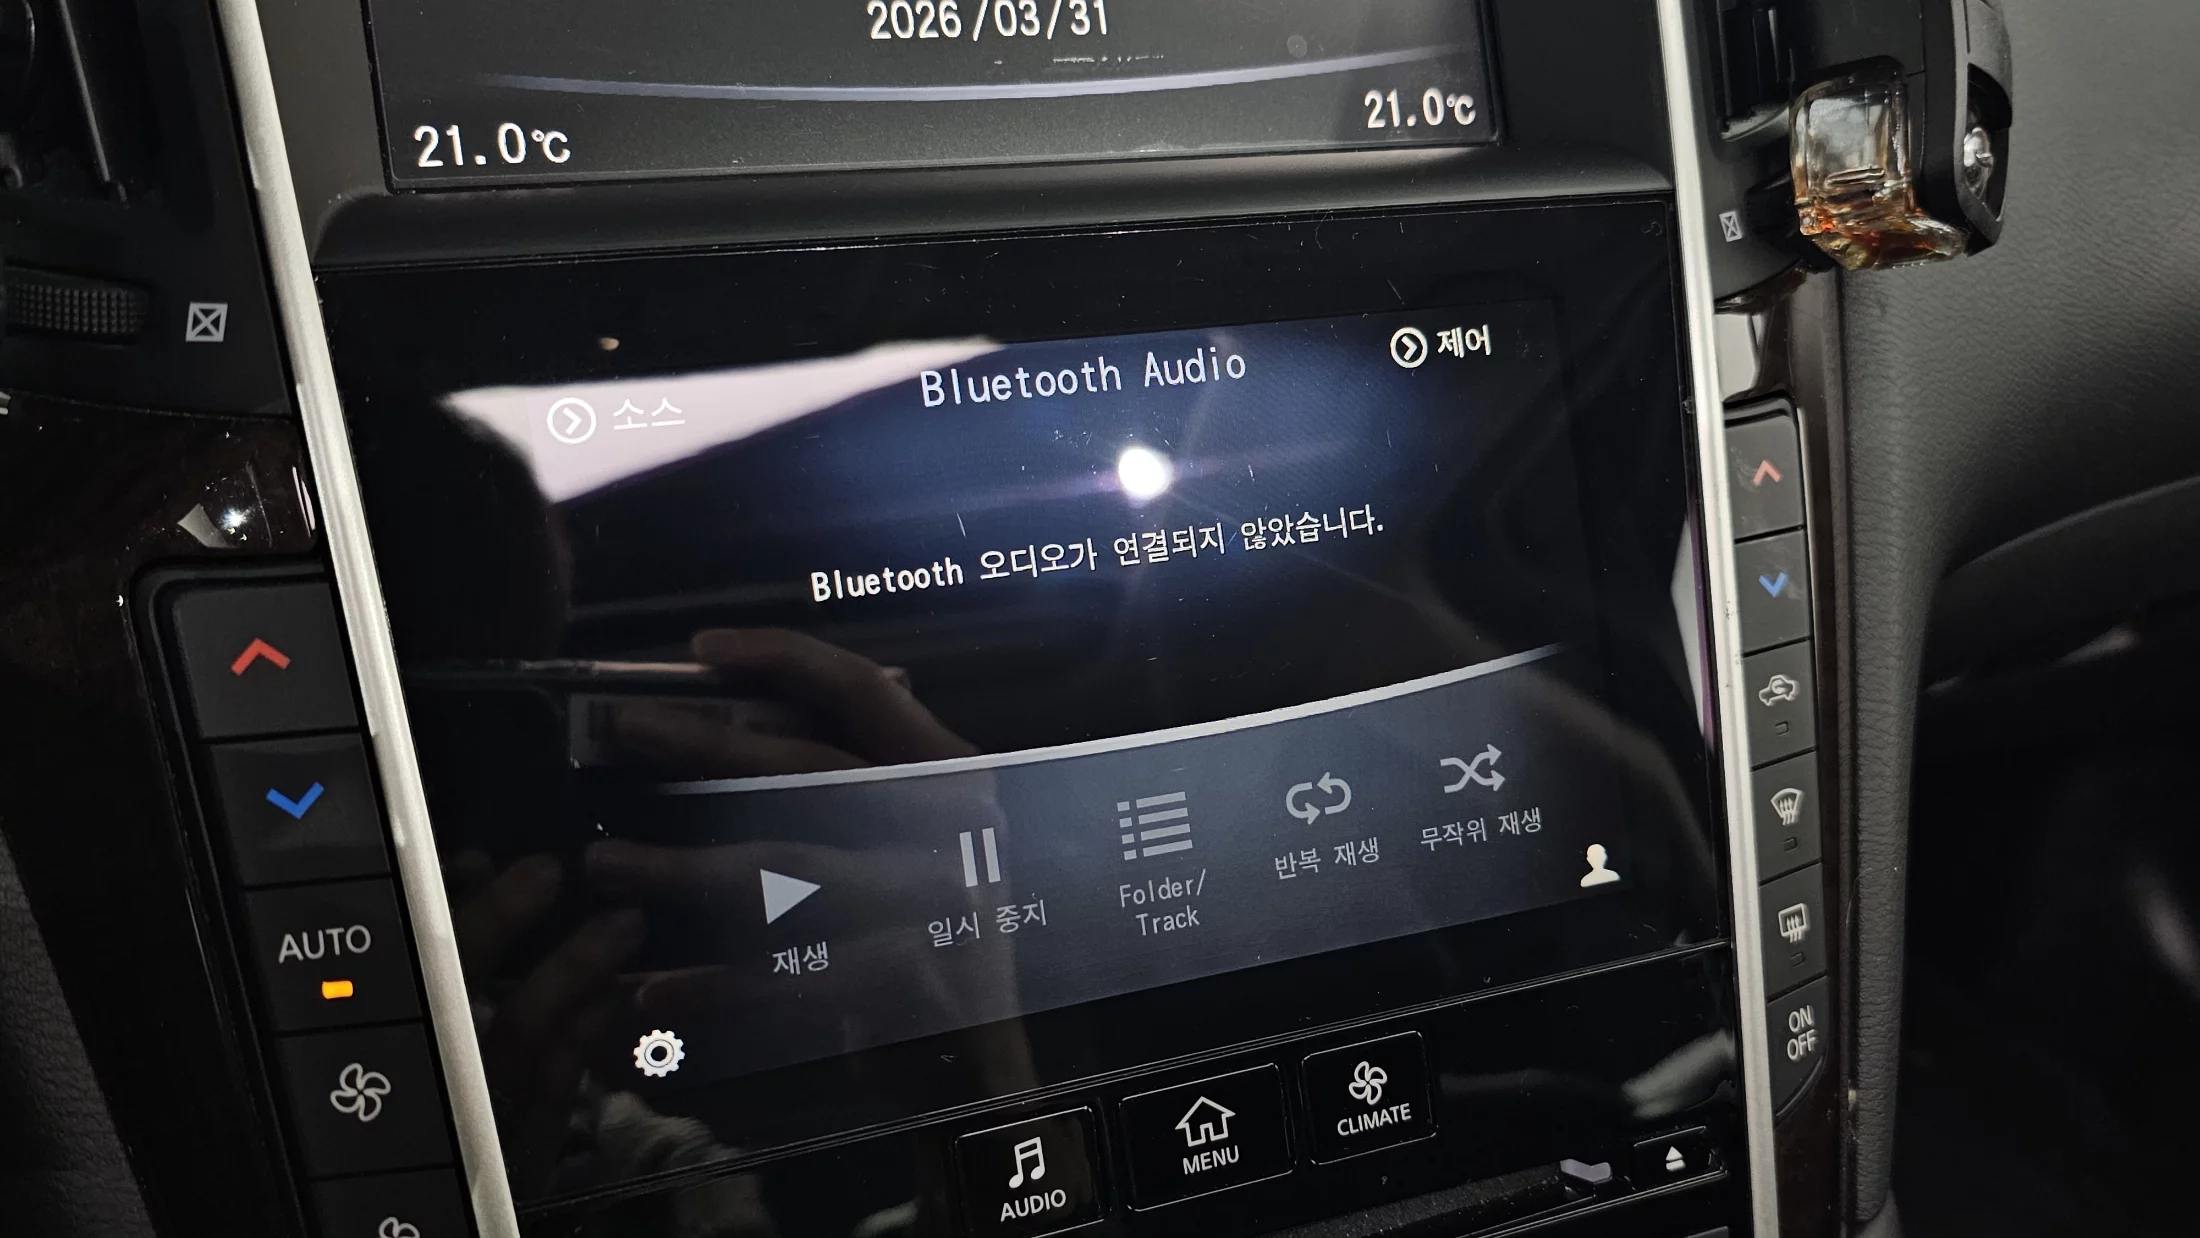 2026/03/31
21.0℃
21.0℃
소스
Bluetooth Audio
제어
Bluetooth 오디오가 연결되지 않았습니다.
재생
일시 중지
Folder/
Track
반복 재생
무작위 재생
AUTO
AUDIO
MENU
CLIMATE
ON
OFF